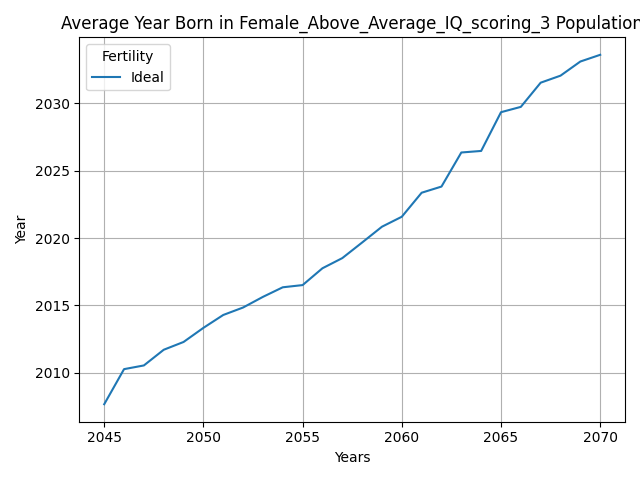 Average Year Born in Female_Above_Average_IQ_scoring_3 Population
Fertility
Ideal
2030
2025
2020
2015
2010
Year
2045 2050 2055 2060 2065 2070
Years